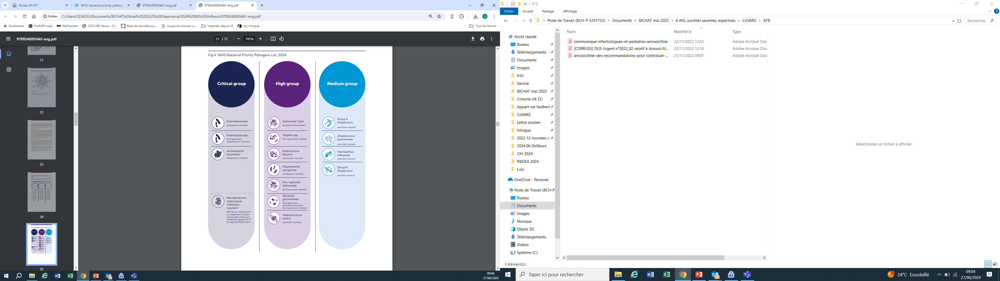 Portail AP-HP
WHO bacterial priority pathoge
9789240093461-eng.pdf
9789240093461-eng.pdf
Fichier
C:/Users/3234253/Documents/BICHAT%20mai%202022/5%20Diaporama/2024%2006%20Shifteurs/9789240093461-eng.pdf
Bookmarks
ProMED-mail
WeTransfer
LESCURE Xavier - O...
Base de données pu...
coupe du monde ru...
Importés depuis IE
my inlingua
Tous les favoris
9789240093461-eng.pdf
25 / 72
102%
21
22
23
24
25
Fig 4. WHO Bacterial Priority Pathogens List, 2024
Critical group
Enterobacterales
carbapenem-resistant
Enterobacterales
third-generation
cephalosporin-resistant
Acinetobacter
baumannii
carbapenem-resistant
Mycobacterium
tuberculosis,
rifampicin-
resistantᵃ
ᵃRR-TB was included after
an independent analysis
with parallel criteria and
subsequent application of
an adapted MCDA matrix.
High group
Salmonella Typhi
fluoroquinolone-resistant
Shigella spp.
fluoroquinolone-resistant
Enterococcus
faecium
vancomycin-resistant
Pseudomonas
aeruginosa
carbapenem-resistant
Non-typhoidal
Salmonella
fluoroquinolone-resistant
Neisseria
gonorrhoeae
third-generation
cephalosporin,and/or
fluoroquinolone-resistant
Staphylococcus
aureus
methicillin-resistant
Medium group
Group A
Streptococci
macrolide-resistant
Streptococcus
pneumoniae
macrolide-resistant
Haemophilus
influenzae
ampicillin-resistant
Group B
Streptococci
penicillin-resistant
09:04
27/06/2024
ATB
Fichier
Accueil
Partage
Affichage
Poste de Travail (BCH-P-5291733) > Documents > BICHAT mai 2022 > 6 AIG, sociétés savantes, expertises > CoVARS > ATB
Recherche...
Accès rapide
Bureau
Téléchargements
Documents
Images
IHU
Variole
BICHAT mai 2022
Cohorte UK EU
Appart rue faidherl
CoVARS
Lettre soutien
Inlingua
2022 12 Journées c
2024 06 Shifteurs
CIH 2024
INIDEX 2024
Lulu
OneDrive - Personal
Poste de Travail (BCH-P
Bureau
Documents
Images
Musique
Objets 3D
Téléchargements
Vidéos
Systeme (C:)
Nom
Modifié le
Type
communique-infectiologues-et-pediatres-amoxicilline
22/11/2022 12:41
Adobe Acrobat Doc
[CORRUSS] DGS Urgent n°2022_82 relatif à Amoxicilli...
22/11/2022 12:10
Adobe Acrobat Doc
amoxicilline-des-recommandations-pour-contribuer-...
21/11/2022 09:07
Adobe Acrobat Doc
Sélectionnez un fichier à afficher.
3 élément(s)
Taper ici pour rechercher
24°C Ensoleillé
09:04
27/06/2024